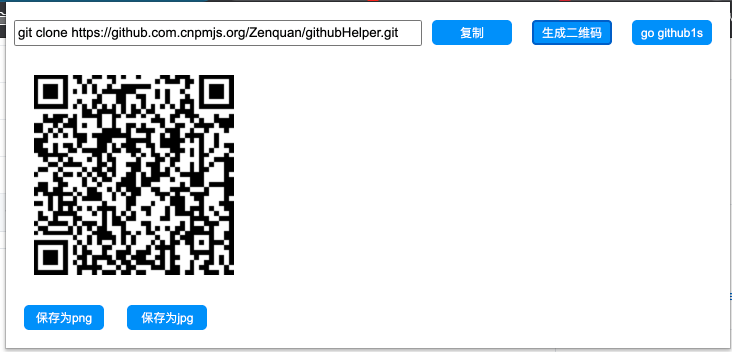 git clone https://github.com.cnpmjs.org/Zenquan/githubHelper.git
复制
生成二维码
go github1s
保存为png
保存为jpg